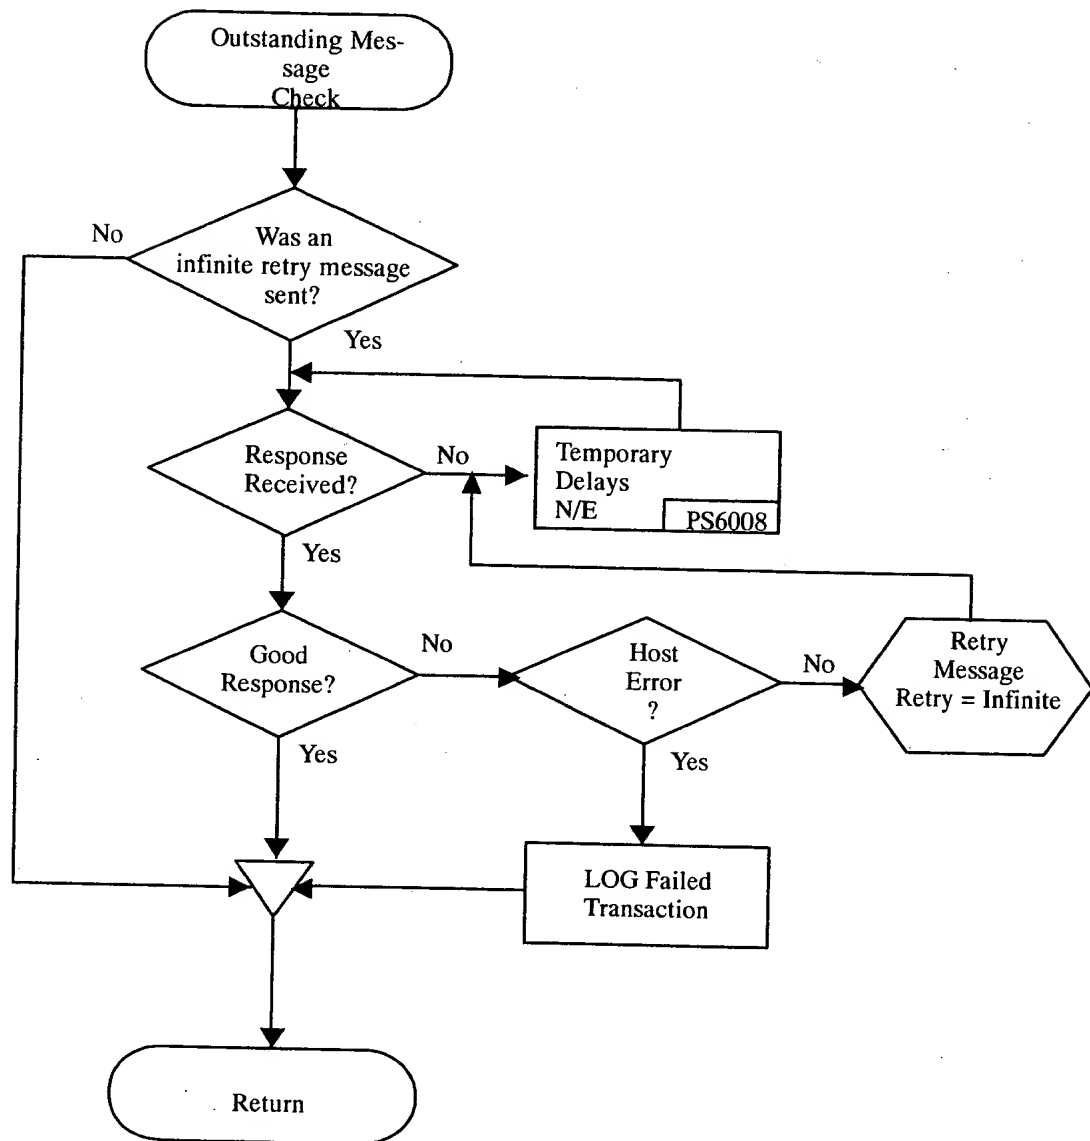 Outstanding Mes-
sage
Check
No
Was an
infinite retry message
sent?
Yes
Response
Received?
No
Temporary
Delays
N/E
PS6008
Yes
Good
Response?
No
Host
Error
?
No
Retry
Message
Retry = Infinite
Yes
Yes
LOG Failed
Transaction
Return